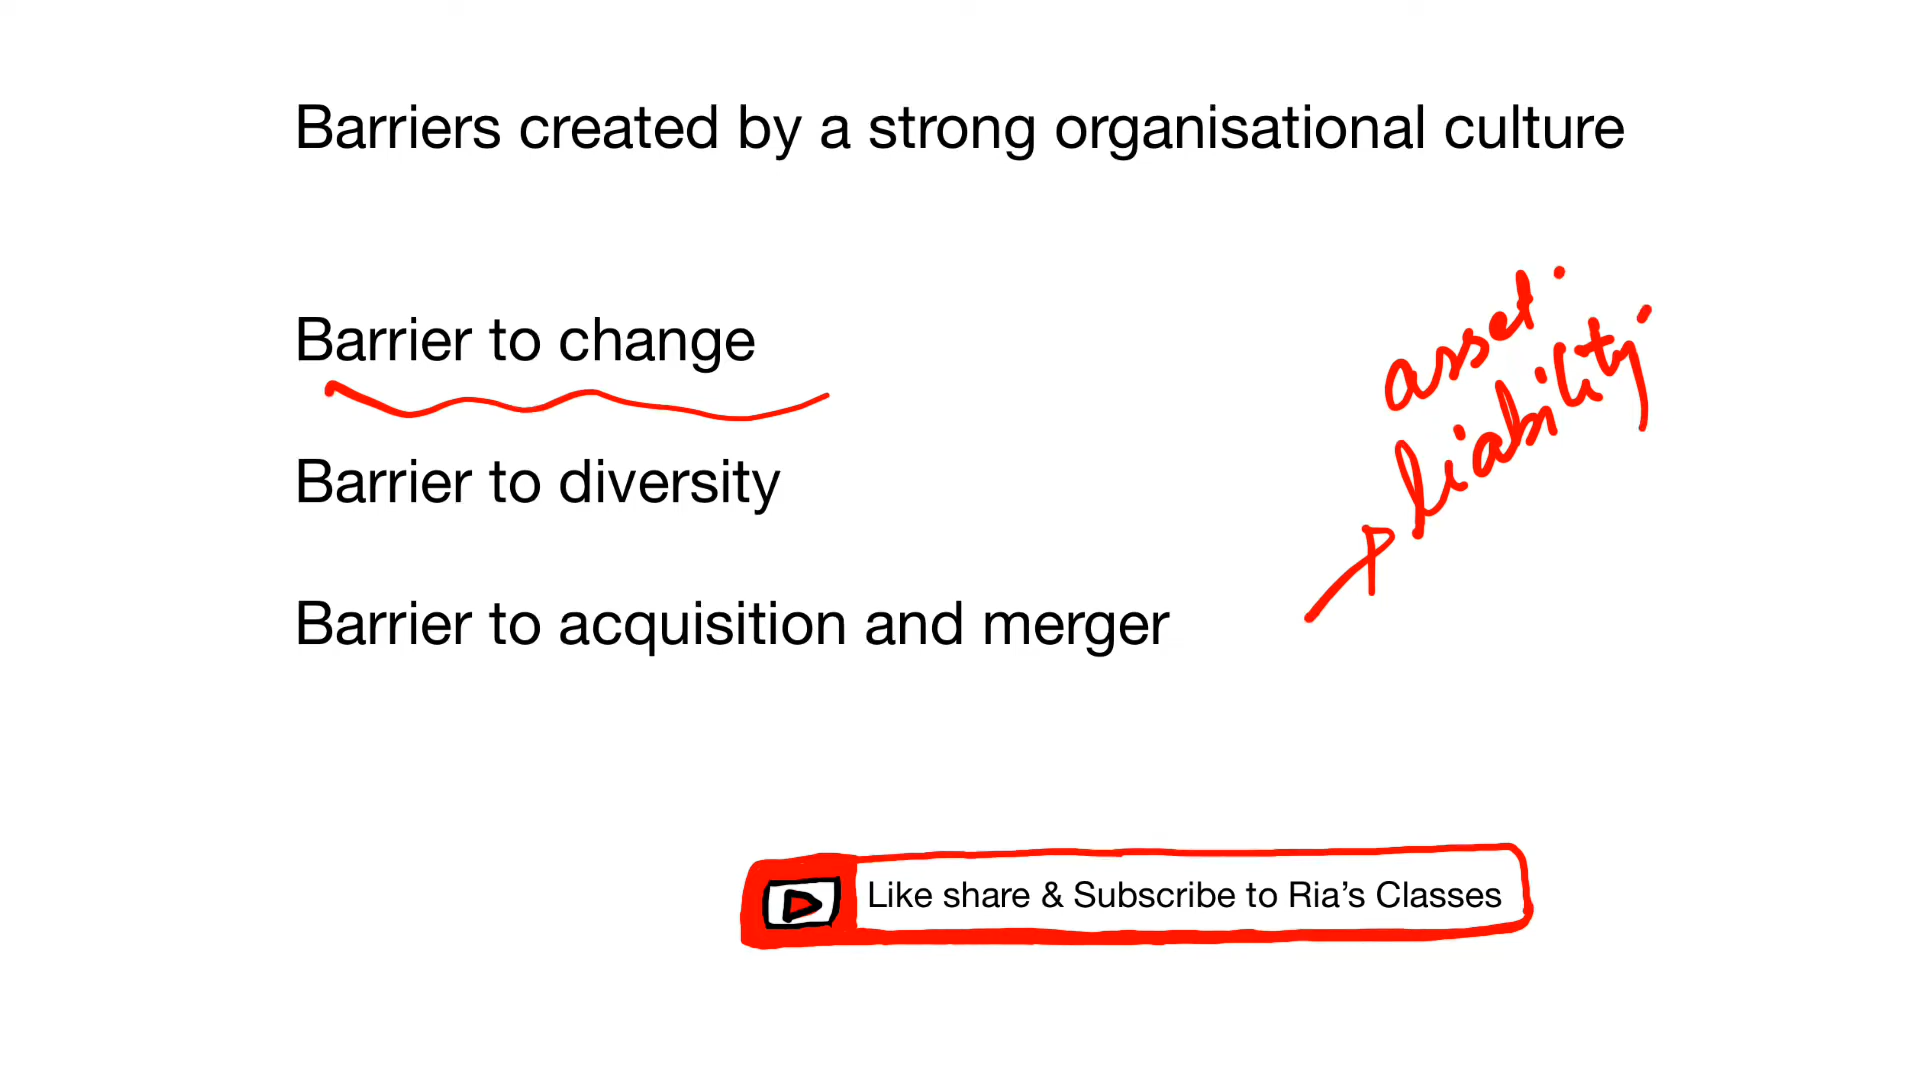 Barriers created by a strong organisational culture
Barrier to change
Barrier to diversity
Barrier to acquisition and merger
asset
liability
Like share & Subscribe to Ria’s Classes